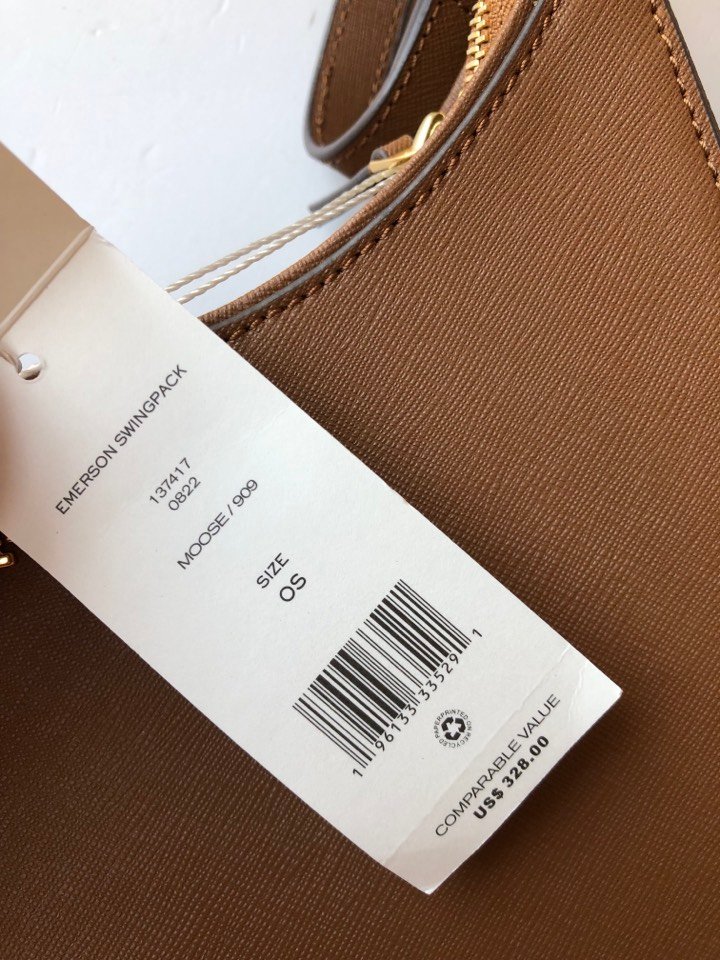 EMERSON SWINGPACK
137417
0822
MOOSE / 909
SIZE
OS
1 96133 33529 1
PRINTED ON RECYCLED PAPER
COMPARABLE VALUE
US$ 328.00